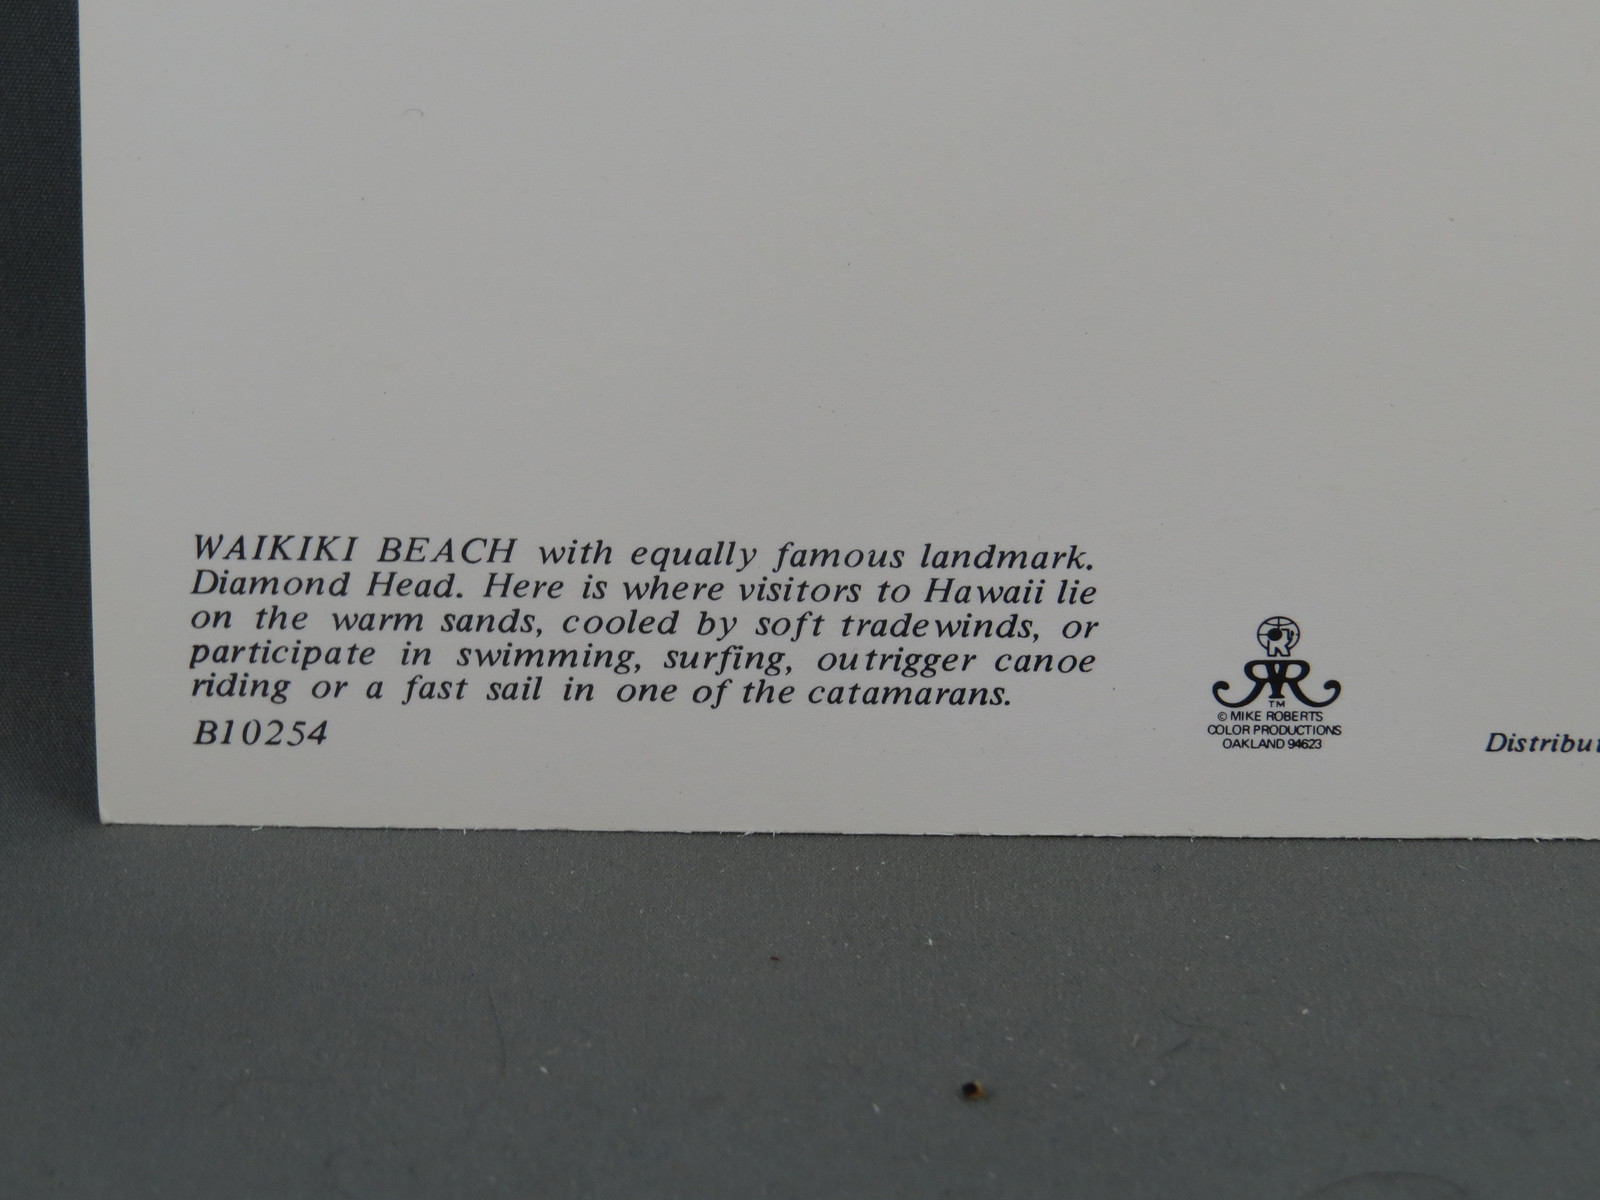 WAIKIKI BEACH with equally famous landmark.
Diamond Head. Here is where visitors to Hawaii lie
on the warm sands, cooled by soft tradewinds, or
participate in swimming, surfing, outrigger canoe
riding or a fast sail in one of the catamarans.
B10254
TM
© MIKE ROBERTS
COLOR PRODUCTIONS
OAKLAND 94623